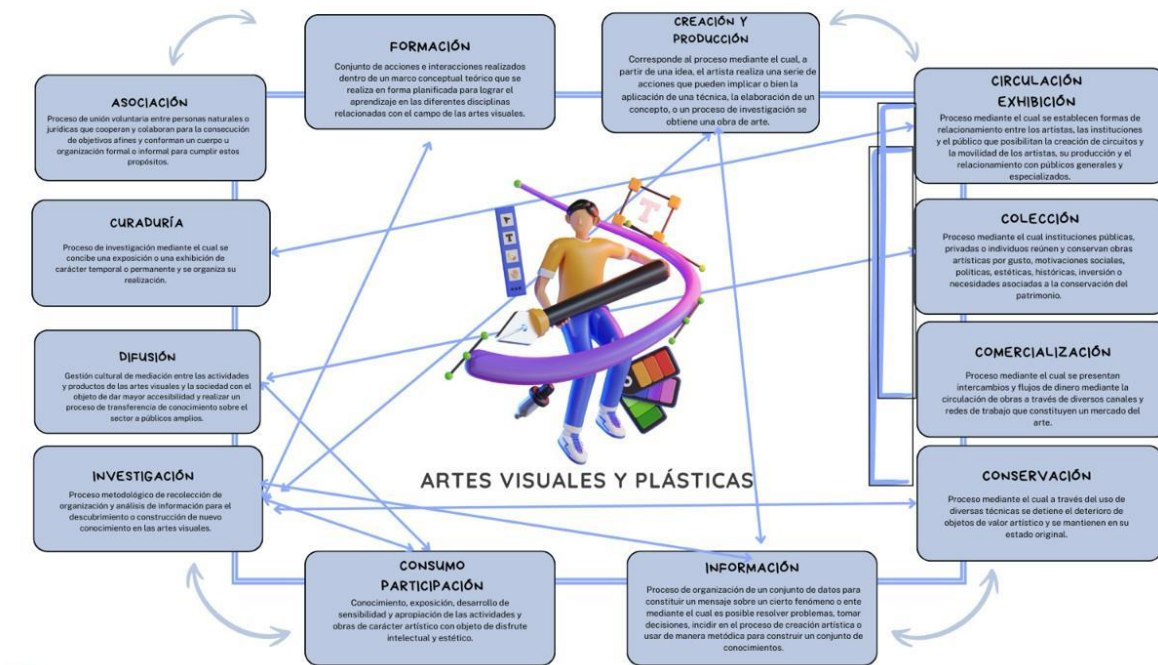 FORMACIÓN
Conjunto de acciones e interacciones realizados
dentro de un marco conceptual teórico que se
realiza en forma planificada para lograr el
aprendizaje en las diferentes disciplinas
relacionadas con el campo de las artes visuales.
CREACIÓN Y
PRODUCCIÓN
Corresponde al proceso mediante el cual, a
partir de una idea, el artista realiza una serie de
acciones que pueden implicar o bien la
aplicación de una técnica, la elaboración de un
concepto, o un proceso de investigación se
obtiene una obra de arte.
ASOCIACIÓN
Proceso de unión voluntaria entre personas naturales o
jurídicas que cooperan y colaboran para la consecución
de objetivos afines y conforman un cuerpo u
organización formal o informal para cumplir estos
propósitos.
CIRCULACIÓN
EXHIBICIÓN
Proceso mediante el cual se establecen formas de
relacionamiento entre los artistas, las instituciones
y el público que posibilitan la creación de circuitos y
la movilidad de los artistas, su producción y el
relacionamiento con públicos generales y
especializados.
CURADURÍA
Proceso de investigación mediante el cual se
concibe una exposición o una exhibición de
carácter temporal o permanente y se organiza su
realización.
COLECCIÓN
Proceso mediante el cual instituciones públicas,
privadas o individuos reúnen y conservan obras
artísticas por gusto, motivaciones sociales,
políticas, estéticas, históricas, inversión o
necesidades asociadas a la conservación del
patrimonio.
T
T
DIFUSIÓN
Gestión cultural de mediación entre las actividades
y productos de las artes visuales y la sociedad con el
objeto de dar mayor accesibilidad y realizar un
proceso de transferencia de conocimiento sobre el
sector a públicos amplios.
COMERCIALIZACIÓN
Proceso mediante el cual se presentan
intercambios y flujos de dinero mediante la
circulación de obras a través de diversos canales y
redes de trabajo que constituyen un mercado del
arte.
INVESTIGACIÓN
Proceso metodológico de recolección de
organización y análisis de información para el
descubrimiento o construcción de nuevo
conocimiento en las artes visuales.
ARTES VISUALES Y PLÁSTICAS
CONSERVACIÓN
Proceso mediante el cual a través del uso de
diversas técnicas se detiene el deterioro de
objetos de valor artístico y se mantienen en su
estado original.
CONSUMO
PARTICIPACIÓN
Conocimiento, exposición, desarrollo de
sensibilidad y apropiación de las actividades y
obras de carácter artístico con objeto de disfrute
intelectual y estético.
INFORMACIÓN
Proceso de organización de un conjunto de datos para
constituir un mensaje sobre un cierto fenómeno o ente
mediante el cual es posible resolver problemas, tomar
decisiones, incidir en el proceso de creación artística o
usar de manera metódica para construir un conjunto de
conocimientos.